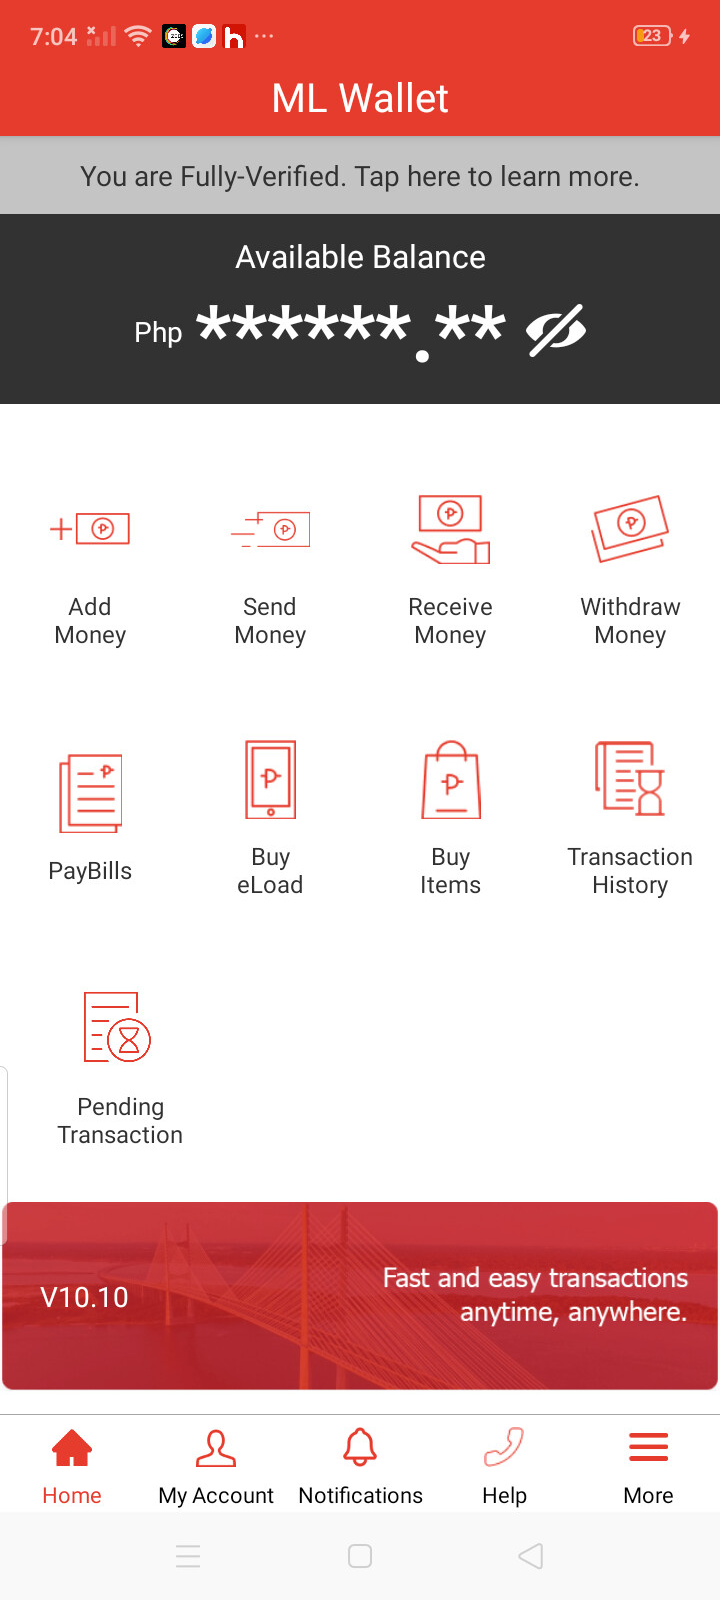 7:04
23
ML Wallet
You are Fully-Verified. Tap here to learn more.
Available Balance
Php ******.**
Add Money
Send Money
Receive Money
Withdraw Money
PayBills
Buy eLoad
Buy Items
Transaction History
Pending Transaction
V10.10
Fast and easy transactions
anytime, anywhere.
Home
My Account
Notifications
Help
More